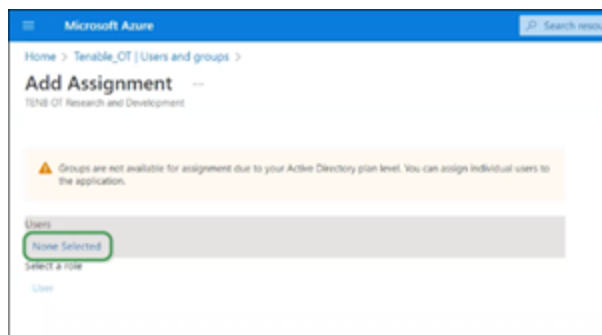 Microsoft Azure
Search resou
Home > Tenable_OT | Users and groups >
Add Assignment ...
TENB OT Research and Development
Groups are not available for assignment due to your Active Directory plan level. You can assign individual users to
the application.
Users
None Selected
Select a role
User